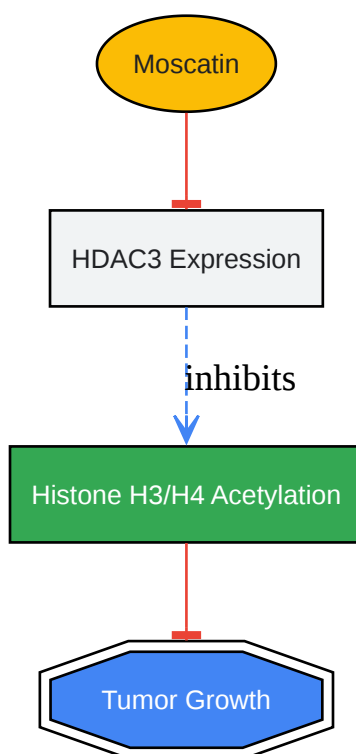 Moscatin
HDAC3 Expression
inhibits
Histone H3/H4 Acetylation
Tumor Growth